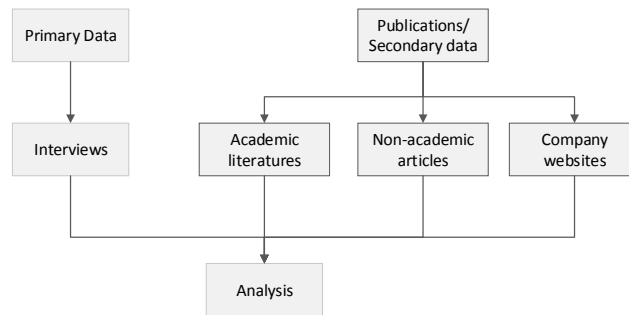 Primary Data
Publications/
Secondary data
Interviews
Academic
literatures
Non-academic
articles
Company
websites
Analysis